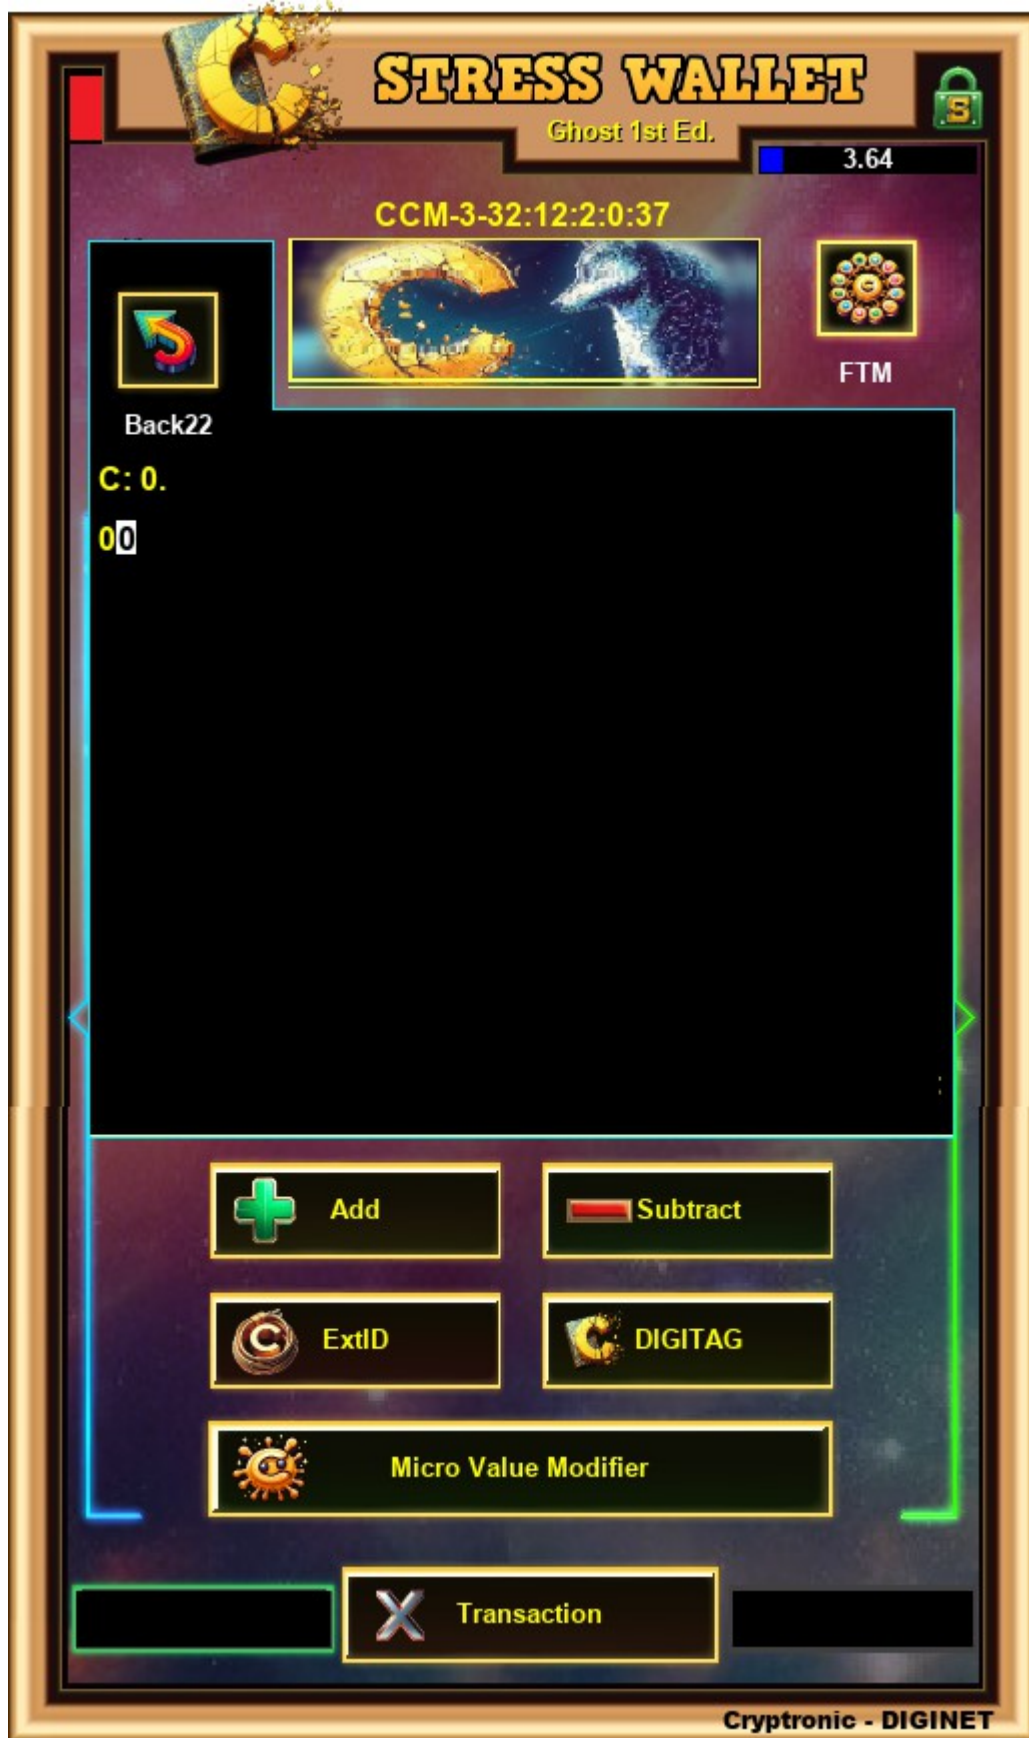 STRESS WALLET
Ghost 1st Ed.
3.64
CCM-3-32:12:2:0:37
FTM
Back22
C: 0.
00
Add
Subtract
ExtID
DIGITAG
Micro Value Modifier
Transaction
Cryptronic - DIGINET